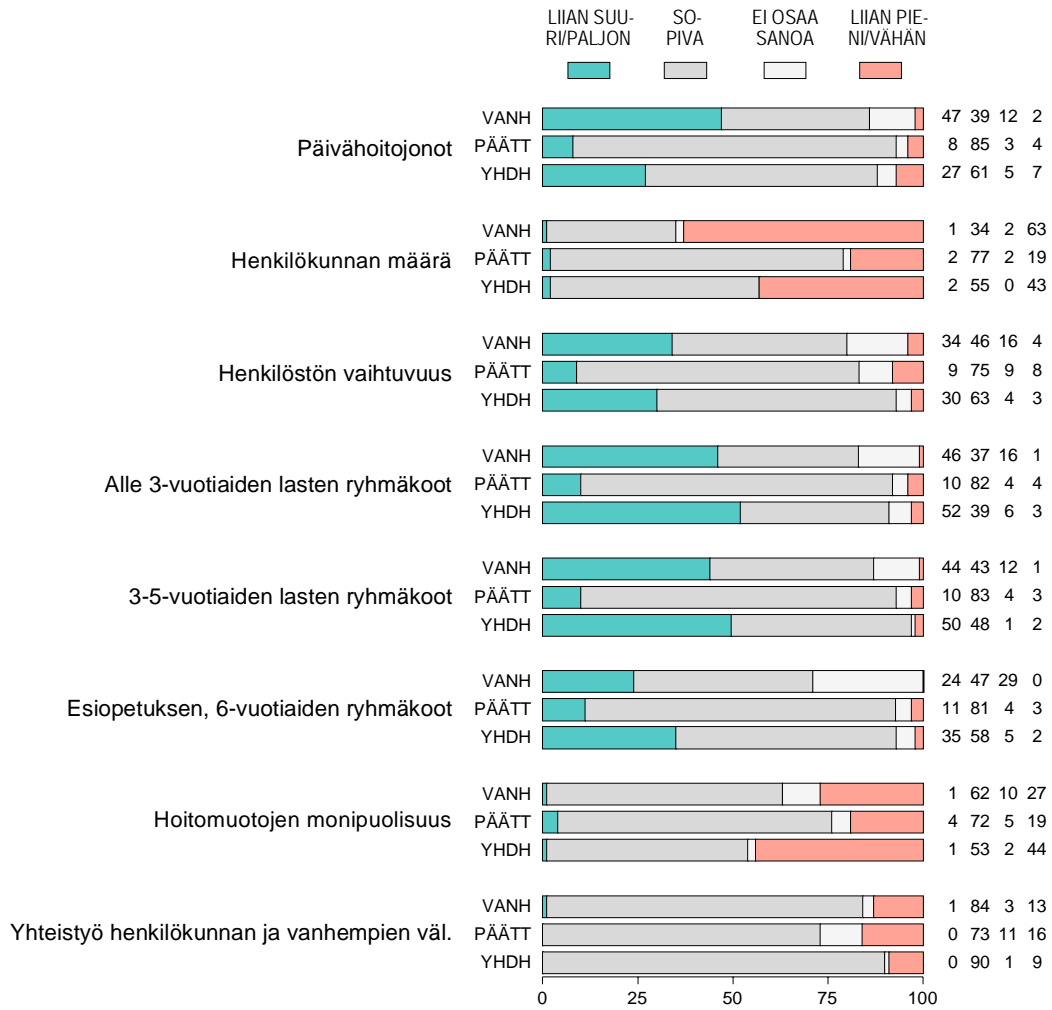 LIIAN SUU- SO- EI OSAA LIIAN PIE-
RI/PALJON PIVA SANOA NI/VÄHÄN
VANH 47 39 12 2
Päivähoitojonot PÄÄTT 8 85 3 4
YHDH 27 61 5 7
VANH 1 34 2 63
Henkilökunnan määrä PÄÄTT 2 77 2 19
YHDH 2 55 0 43
VANH 34 46 16 4
Henkilöstön vaihtuvuus PÄÄTT 9 75 9 8
YHDH 30 63 4 3
VANH 46 37 16 1
Alle 3-vuotiaiden lasten ryhmäkoot PÄÄTT 10 82 4 4
YHDH 52 39 6 3
VANH 44 43 12 1
3-5-vuotiaiden lasten ryhmäkoot PÄÄTT 10 83 4 3
YHDH 50 48 1 2
VANH 24 47 29 0
Esiopetuksen, 6-vuotiaiden ryhmäkoot PÄÄTT 11 81 4 3
YHDH 35 58 5 2
VANH 1 62 10 27
Hoitomuotojen monipuolisuus PÄÄTT 4 72 5 19
YHDH 1 53 2 44
VANH 1 84 3 13
Yhteistyö henkilökunnan ja vanhempien väl. PÄÄTT 0 73 11 16
YHDH 0 90 1 9
0 25 50 75 100